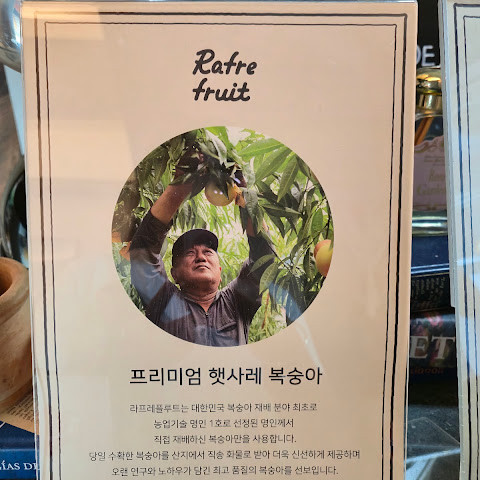 Rafre
fruit
프리미엄 햇사레 복숭아
라프레플루트는 대한민국 복숭아 재배 분야 최초로
농업기술 명인 1호로 선정된 명인께서
직접 재배하신 복숭아만을 사용합니다.
당일 수확한 복숭아를 산지에서 직송 화물로 받아 더욱 신선하게 제공하며
오랜 연구와 노하우가 담긴 최고 품질의 복숭아를 선보입니다.
DE
ET
ÍAS DE